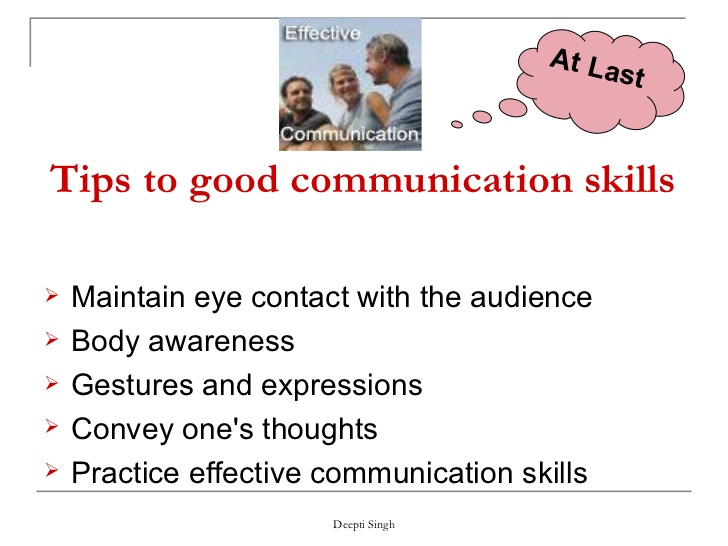 Effective
Communication
At Last
Tips to good communication skills
Maintain eye contact with the audience
Body awareness
Gestures and expressions
Convey one's thoughts
Practice effective communication skills
Deepti Singh